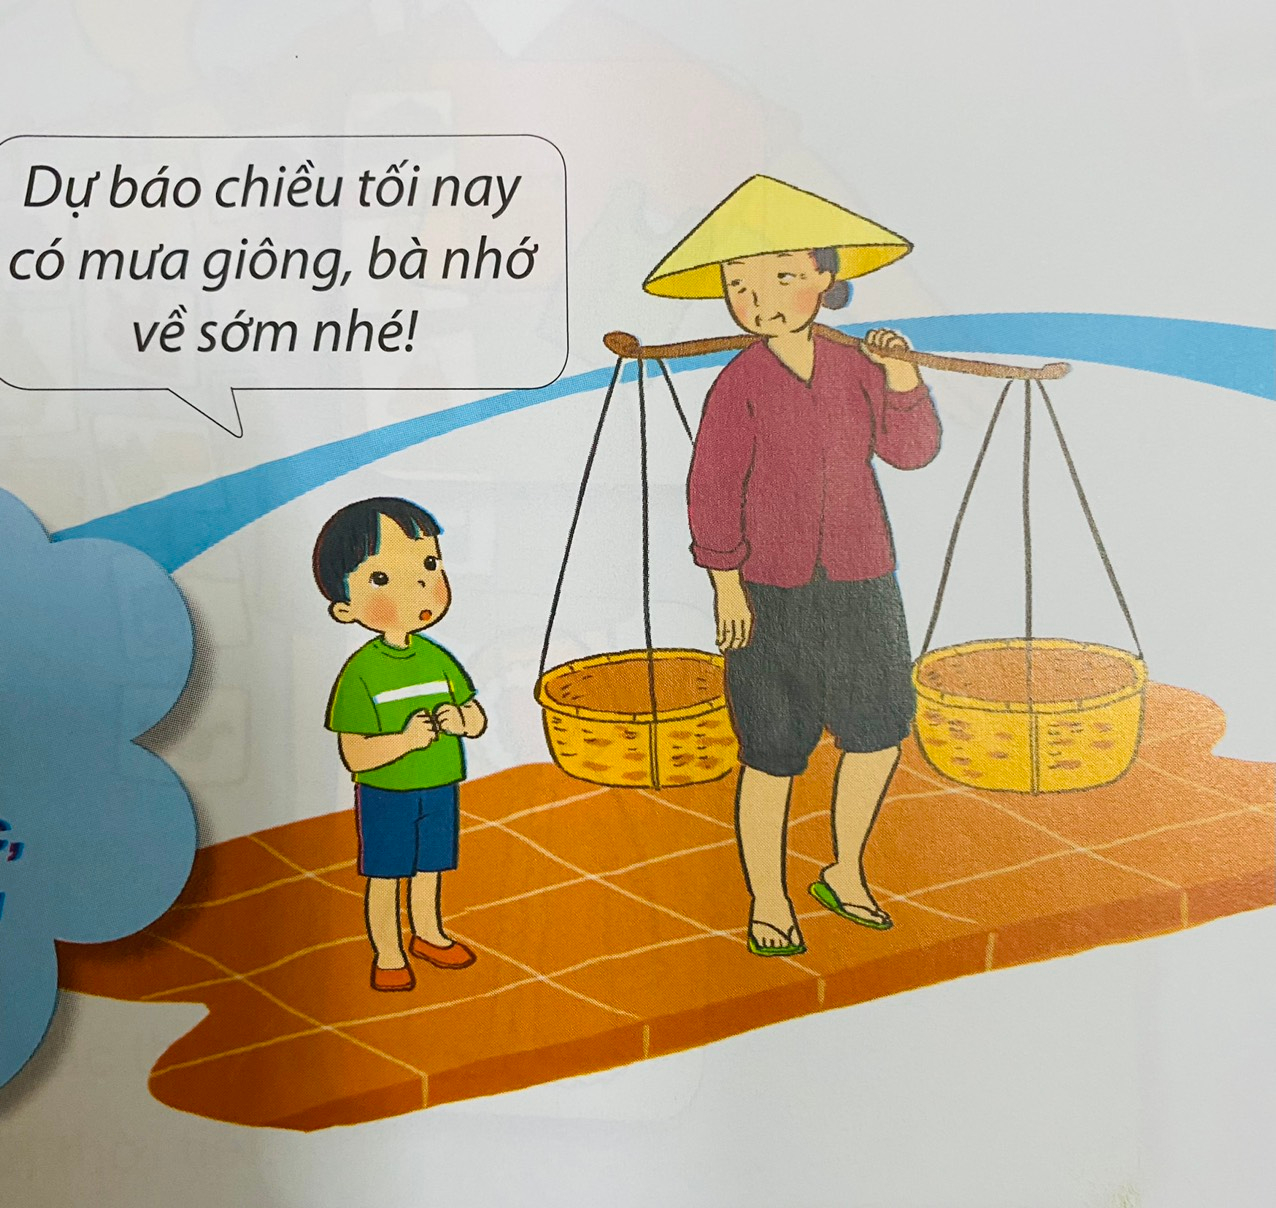 Dự báo chiều tối nay
có mưa giông, bà nhớ
về sớm nhé!